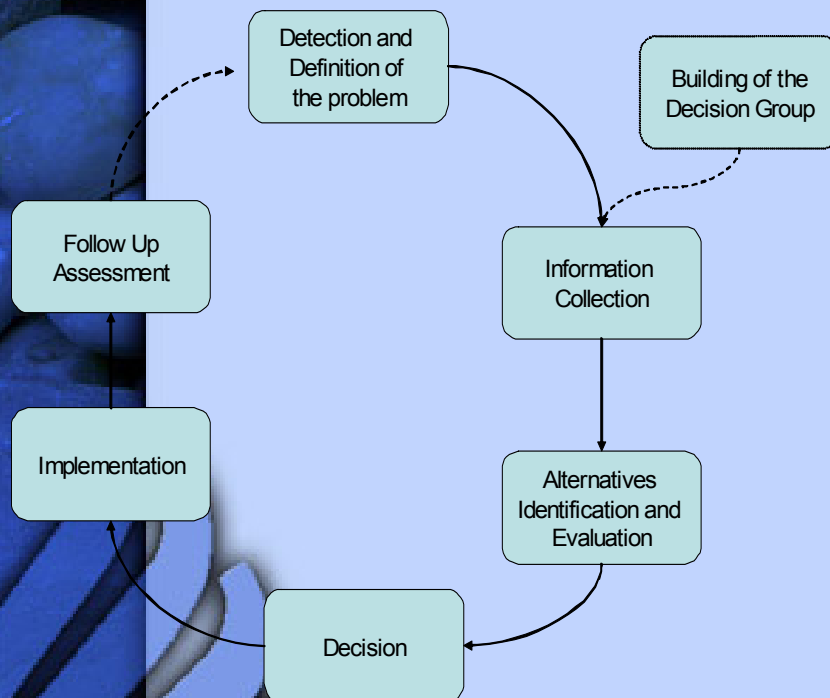 Detection and
Definition of
the problem
Building of the
Decision Group
Follow Up
Assessment
Information
Collection
Implementation
Alternatives
Identification and
Evaluation
Decision